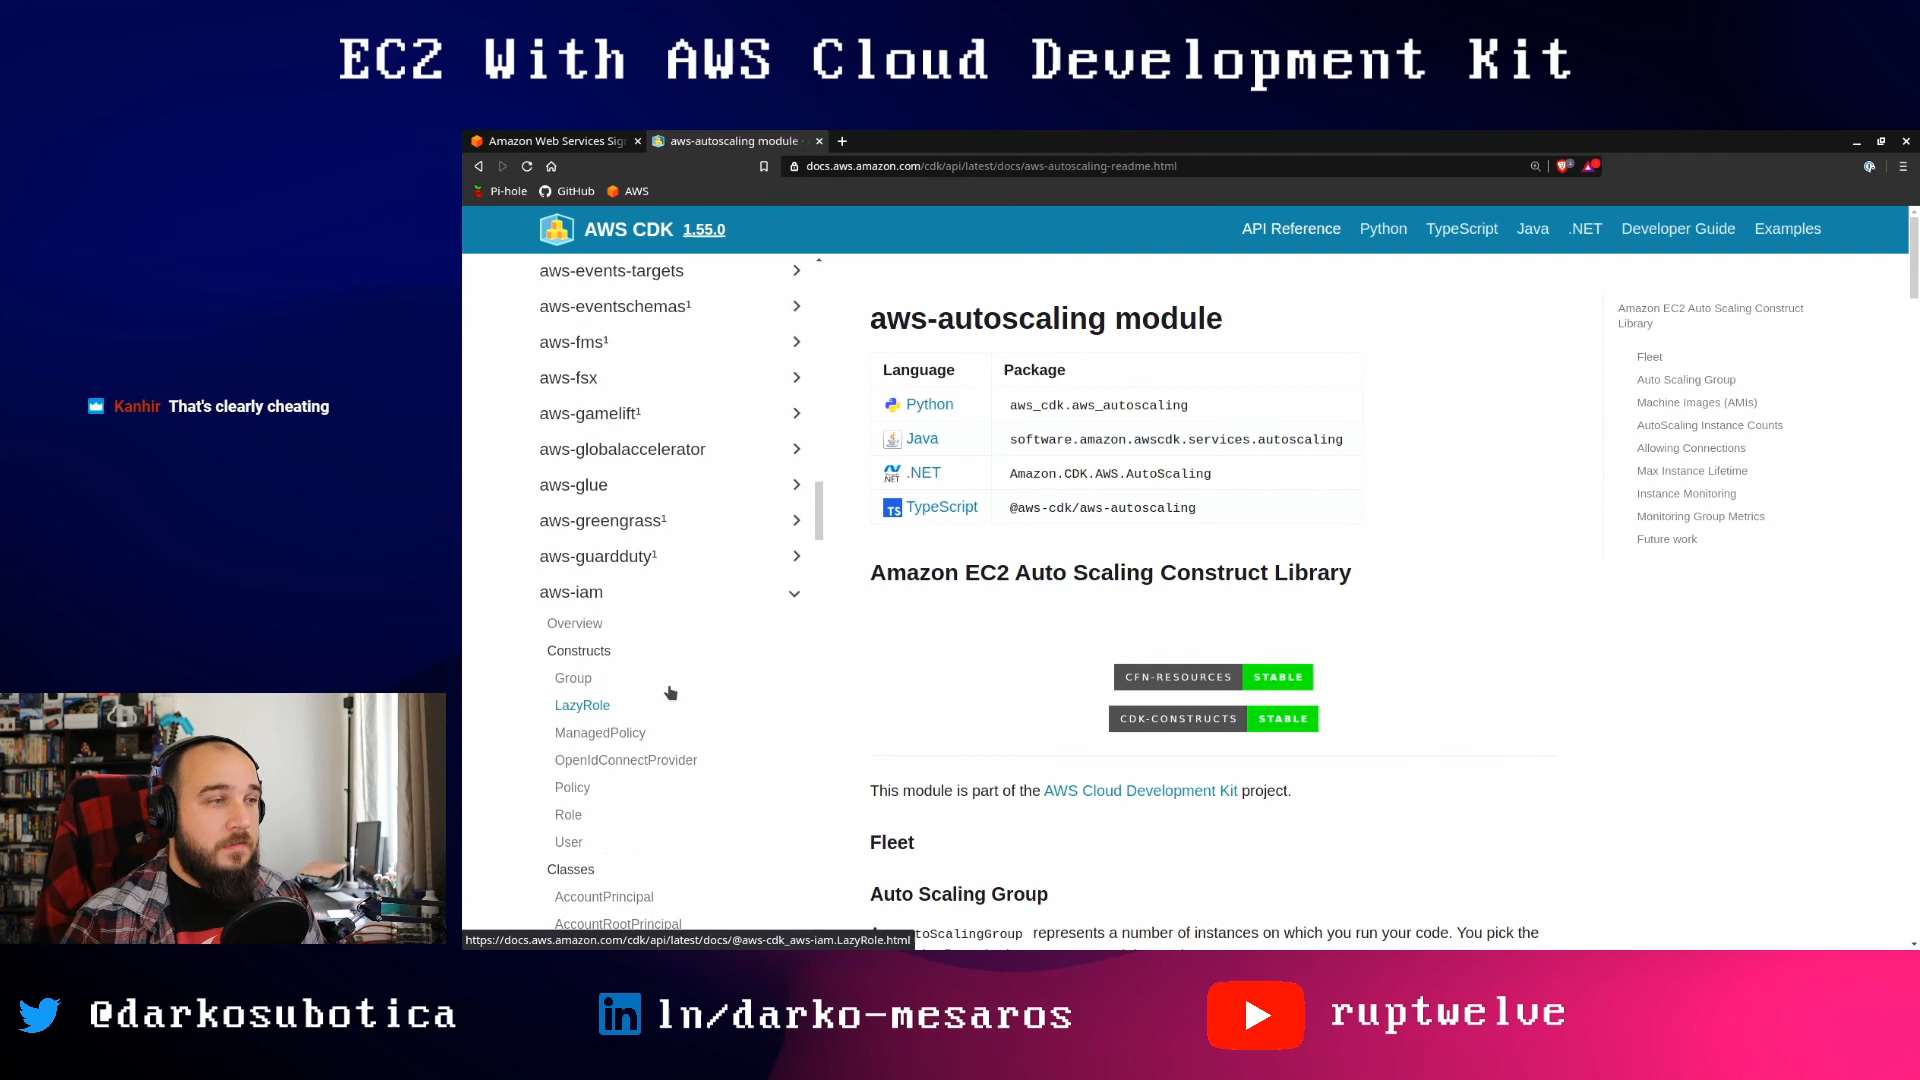 EC2 With AWS Cloud Development Kit
Amazon Web Services Sig
aws-autoscaling module ·
docs.aws.amazon.com/cdk/api/latest/docs/aws-autoscaling-readme.html
Pi-hole GitHub AWS
AWS CDK 1.55.0
API Reference Python TypeScript Java .NET Developer Guide Examples
aws-events-targets
aws-eventschemas¹
aws-fms¹
aws-fsx
aws-gamelift¹
aws-globalaccelerator
aws-glue
aws-greengrass¹
aws-guardduty¹
aws-iam
Overview
Constructs
Group
LazyRole
ManagedPolicy
OpenIdConnectProvider
Policy
Role
User
Classes
AccountPrincipal
AccountRootPrincipal
https://docs.aws.amazon.com/cdk/api/latest/docs/@aws-cdk_aws-iam.LazyRole.html
aws-autoscaling module
Language Package
Python aws_cdk.aws_autoscaling
Java software.amazon.awscdk.services.autoscaling
.NET Amazon.CDK.AWS.AutoScaling
TypeScript @aws-cdk/aws-autoscaling
Amazon EC2 Auto Scaling Construct Library
CFN-RESOURCES STABLE
CDK-CONSTRUCTS STABLE
This module is part of the AWS Cloud Development Kit project.
Fleet
Auto Scaling Group
toScalingGroup represents a number of instances on which you run your code. You pick the
Amazon EC2 Auto Scaling Construct
Library
Fleet
Auto Scaling Group
Machine Images (AMIs)
AutoScaling Instance Counts
Allowing Connections
Max Instance Lifetime
Instance Monitoring
Monitoring Group Metrics
Future work
Kanhir That's clearly cheating
@darkosubotica
in ln/darko-mesaros
ruptwelve